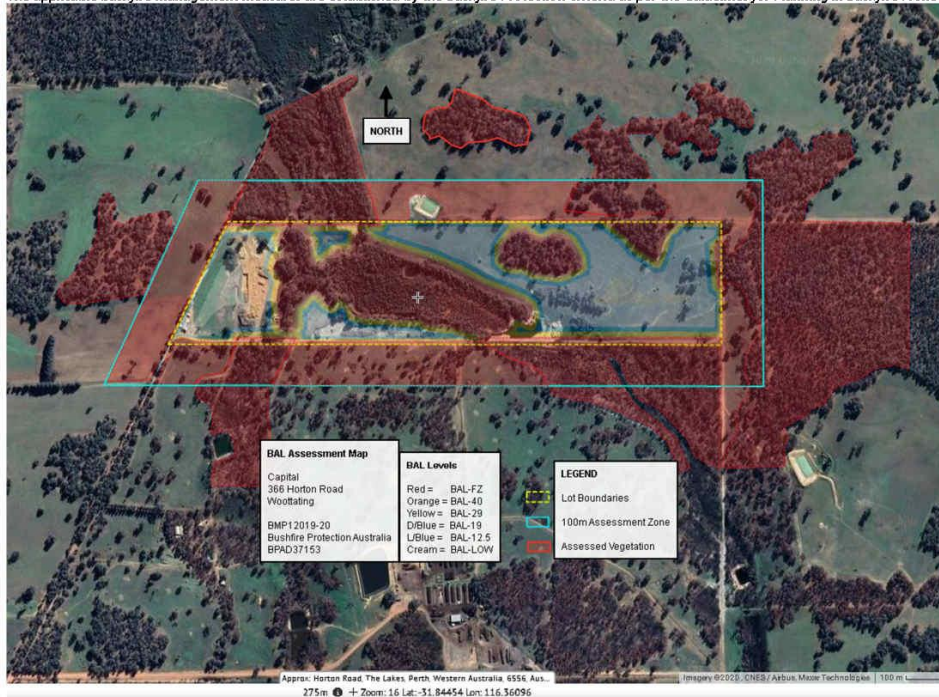 NORTH
BAL Assessment Map
Capital
366 Horton Road
Woottating
BMP12019-20
Bushfire Protection Australia
BPAD37153
BAL Levels
Red = BAL-FZ
Orange = BAL-40
Yellow = BAL-29
D/Blue = BAL-19
L/Blue = BAL-12.5
Cream = BAL-LOW
LEGEND
Lot Boundaries
100m Assessment Zone
Assessed Vegetation
Approx: Horton Road, The Lakes, Perth, Western Australia, 6556, Aus...
Imagery ©2020, CNES / Airbus, Maxar Technologies
100 m
275m + Zoom: 16 Lat:-31.84454 Lon: 116.36096